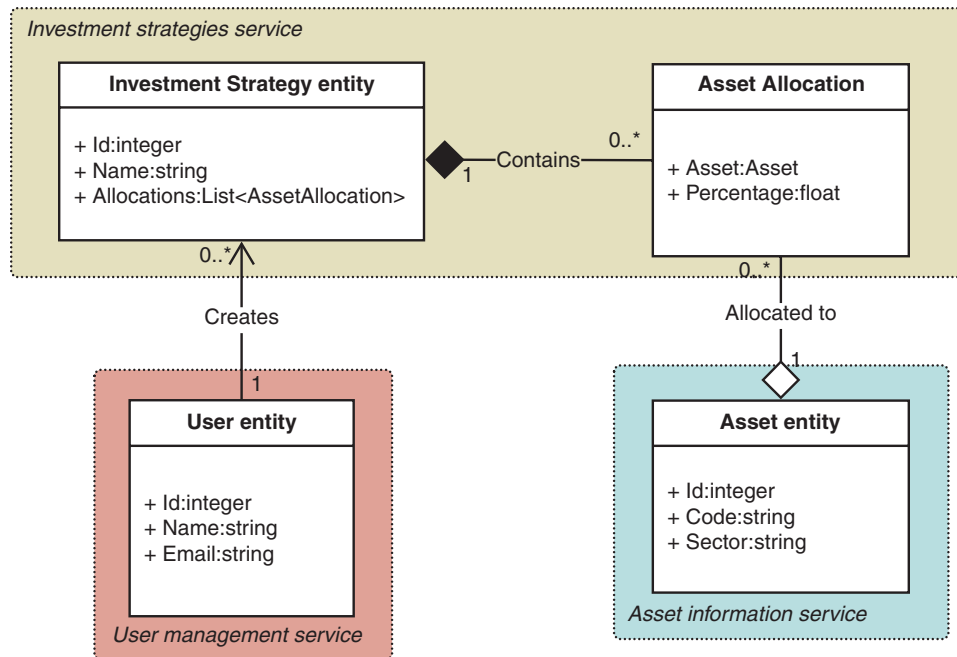 Investment strategies service
Investment Strategy entity
+ Id:integer
+ Name:string
+ Allocations:List<AssetAllocation>
1
Contains
0..*
Asset Allocation
+ Asset:Asset
+ Percentage:float
0..*
Creates
1
0..*
Allocated to
1
User entity
+ Id:integer
+ Name:string
+ Email:string
User management service
Asset entity
+ Id:integer
+ Code:string
+ Sector:string
Asset information service